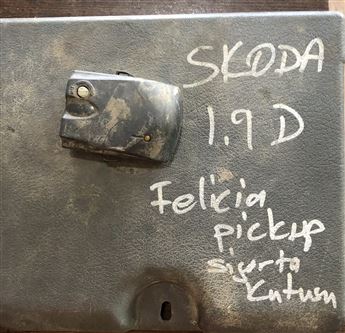 SKODA
1.9 D
Felicia
pickup
sigorta
kutusu